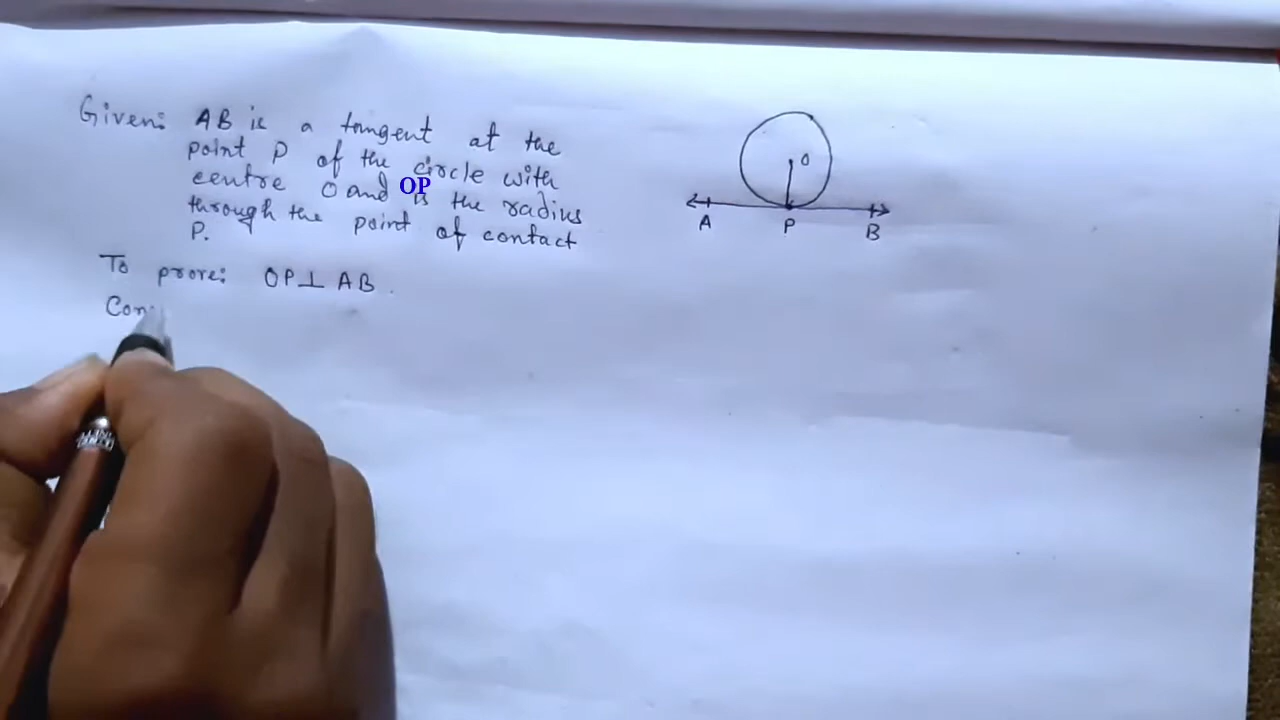 Given: AB is a tangent at the
point P of the circle with
centre O and OP is the radius
through the point of contact
P.
To prove: OP⊥ AB.
Con
O
A P B